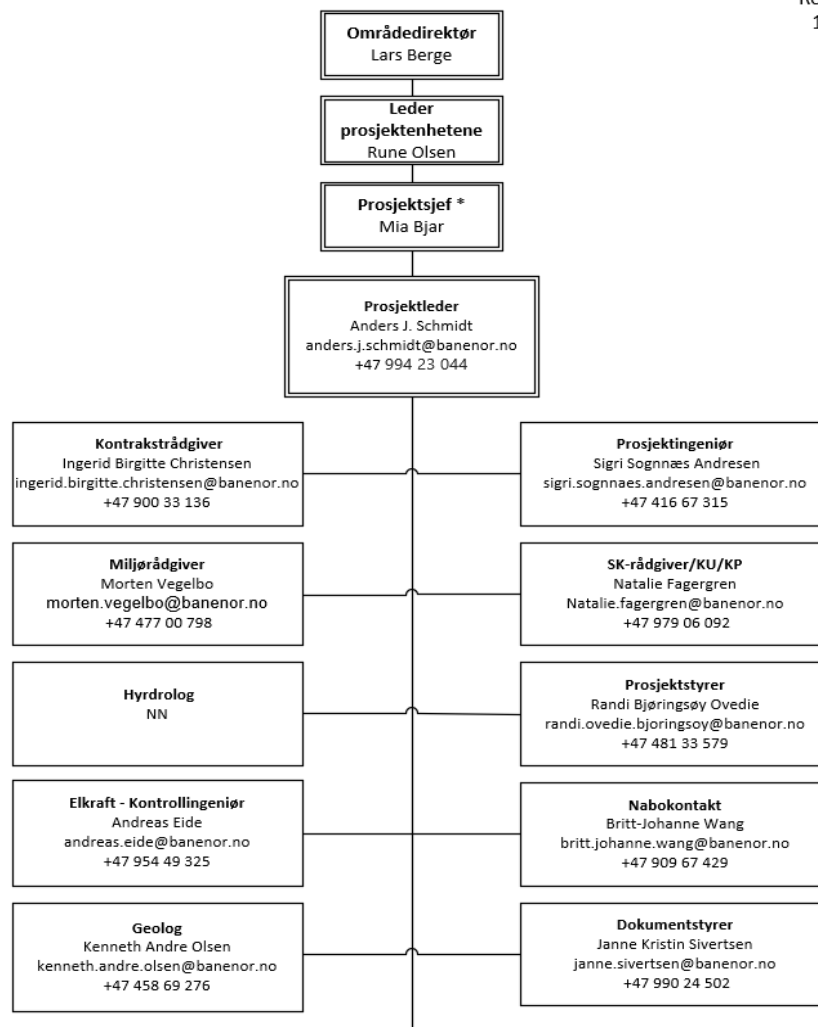 Områdedirektør
Lars Berge
Leder
prosjektenhetene
Rune Olsen
Prosjektsjef *
Mia Bjar
Prosjektleder
Anders J. Schmidt
anders.j.schmidt@banenor.no
+47 994 23 044
Kontrakstrådgiver
Ingerid Birgitte Christensen
ingerid.birgitte.christensen@banenor.no
+47 900 33 136
Prosjektingeniør
Sigri Sognnæs Andresen
sigri.sognnaes.andresen@banenor.no
+47 416 67 315
Miljørådgiver
Morten Vegelbo
morten.vegelbo@banenor.no
+47 477 00 798
SK-rådgiver/KU/KP
Natalie Fagergren
Natalie.fagergren@banenor.no
+47 979 06 092
Hyrdrolog
NN
Prosjektstyrer
Randi Bjøringsøy Ovedie
randi.ovedie.bjoringsoy@banenor.no
+47 481 33 579
Elkraft - Kontrollingeniør
Andreas Eide
andreas.eide@banenor.no
+47 954 49 325
Nabokontakt
Britt-Johanne Wang
britt.johanne.wang@banenor.no
+47 909 67 429
Geolog
Kenneth Andre Olsen
kenneth.andre.olsen@banenor.no
+47 458 69 276
Dokumentstyrer
Janne Kristin Sivertsen
janne.sivertsen@banenor.no
+47 990 24 502